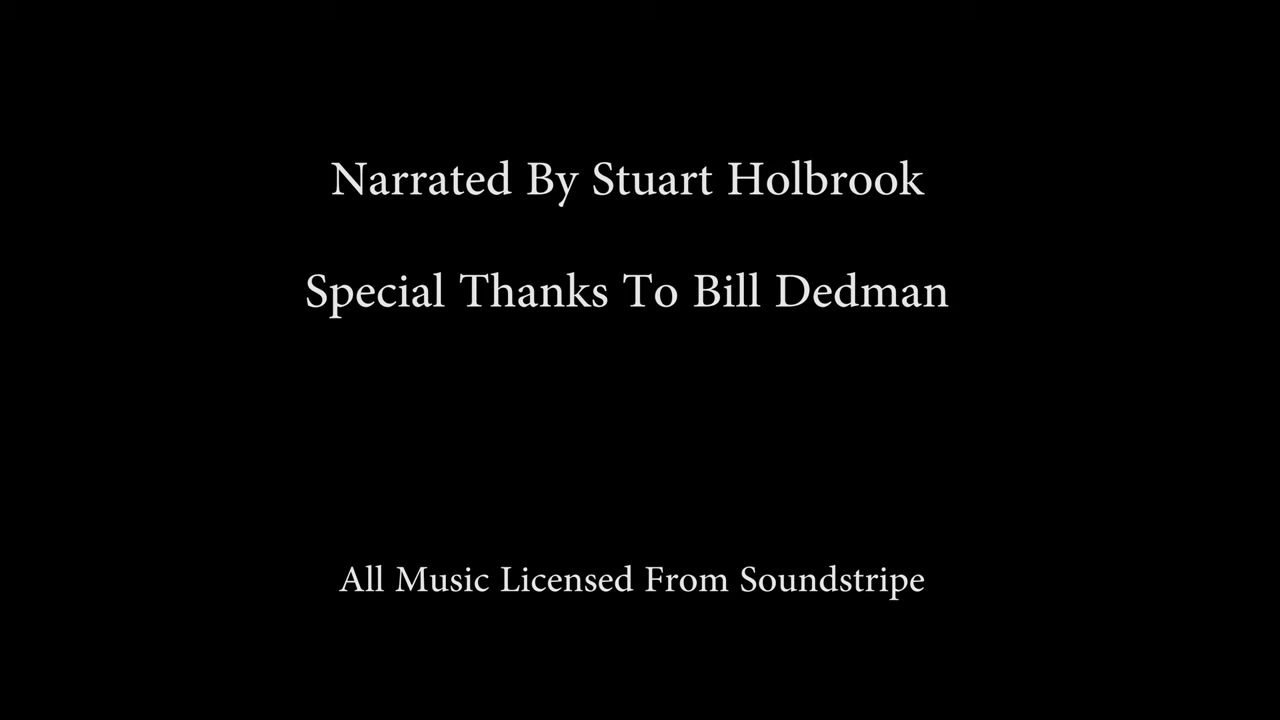 Narrated By Stuart Holbrook
Special Thanks To Bill Dedman
All Music Licensed From Soundstripe